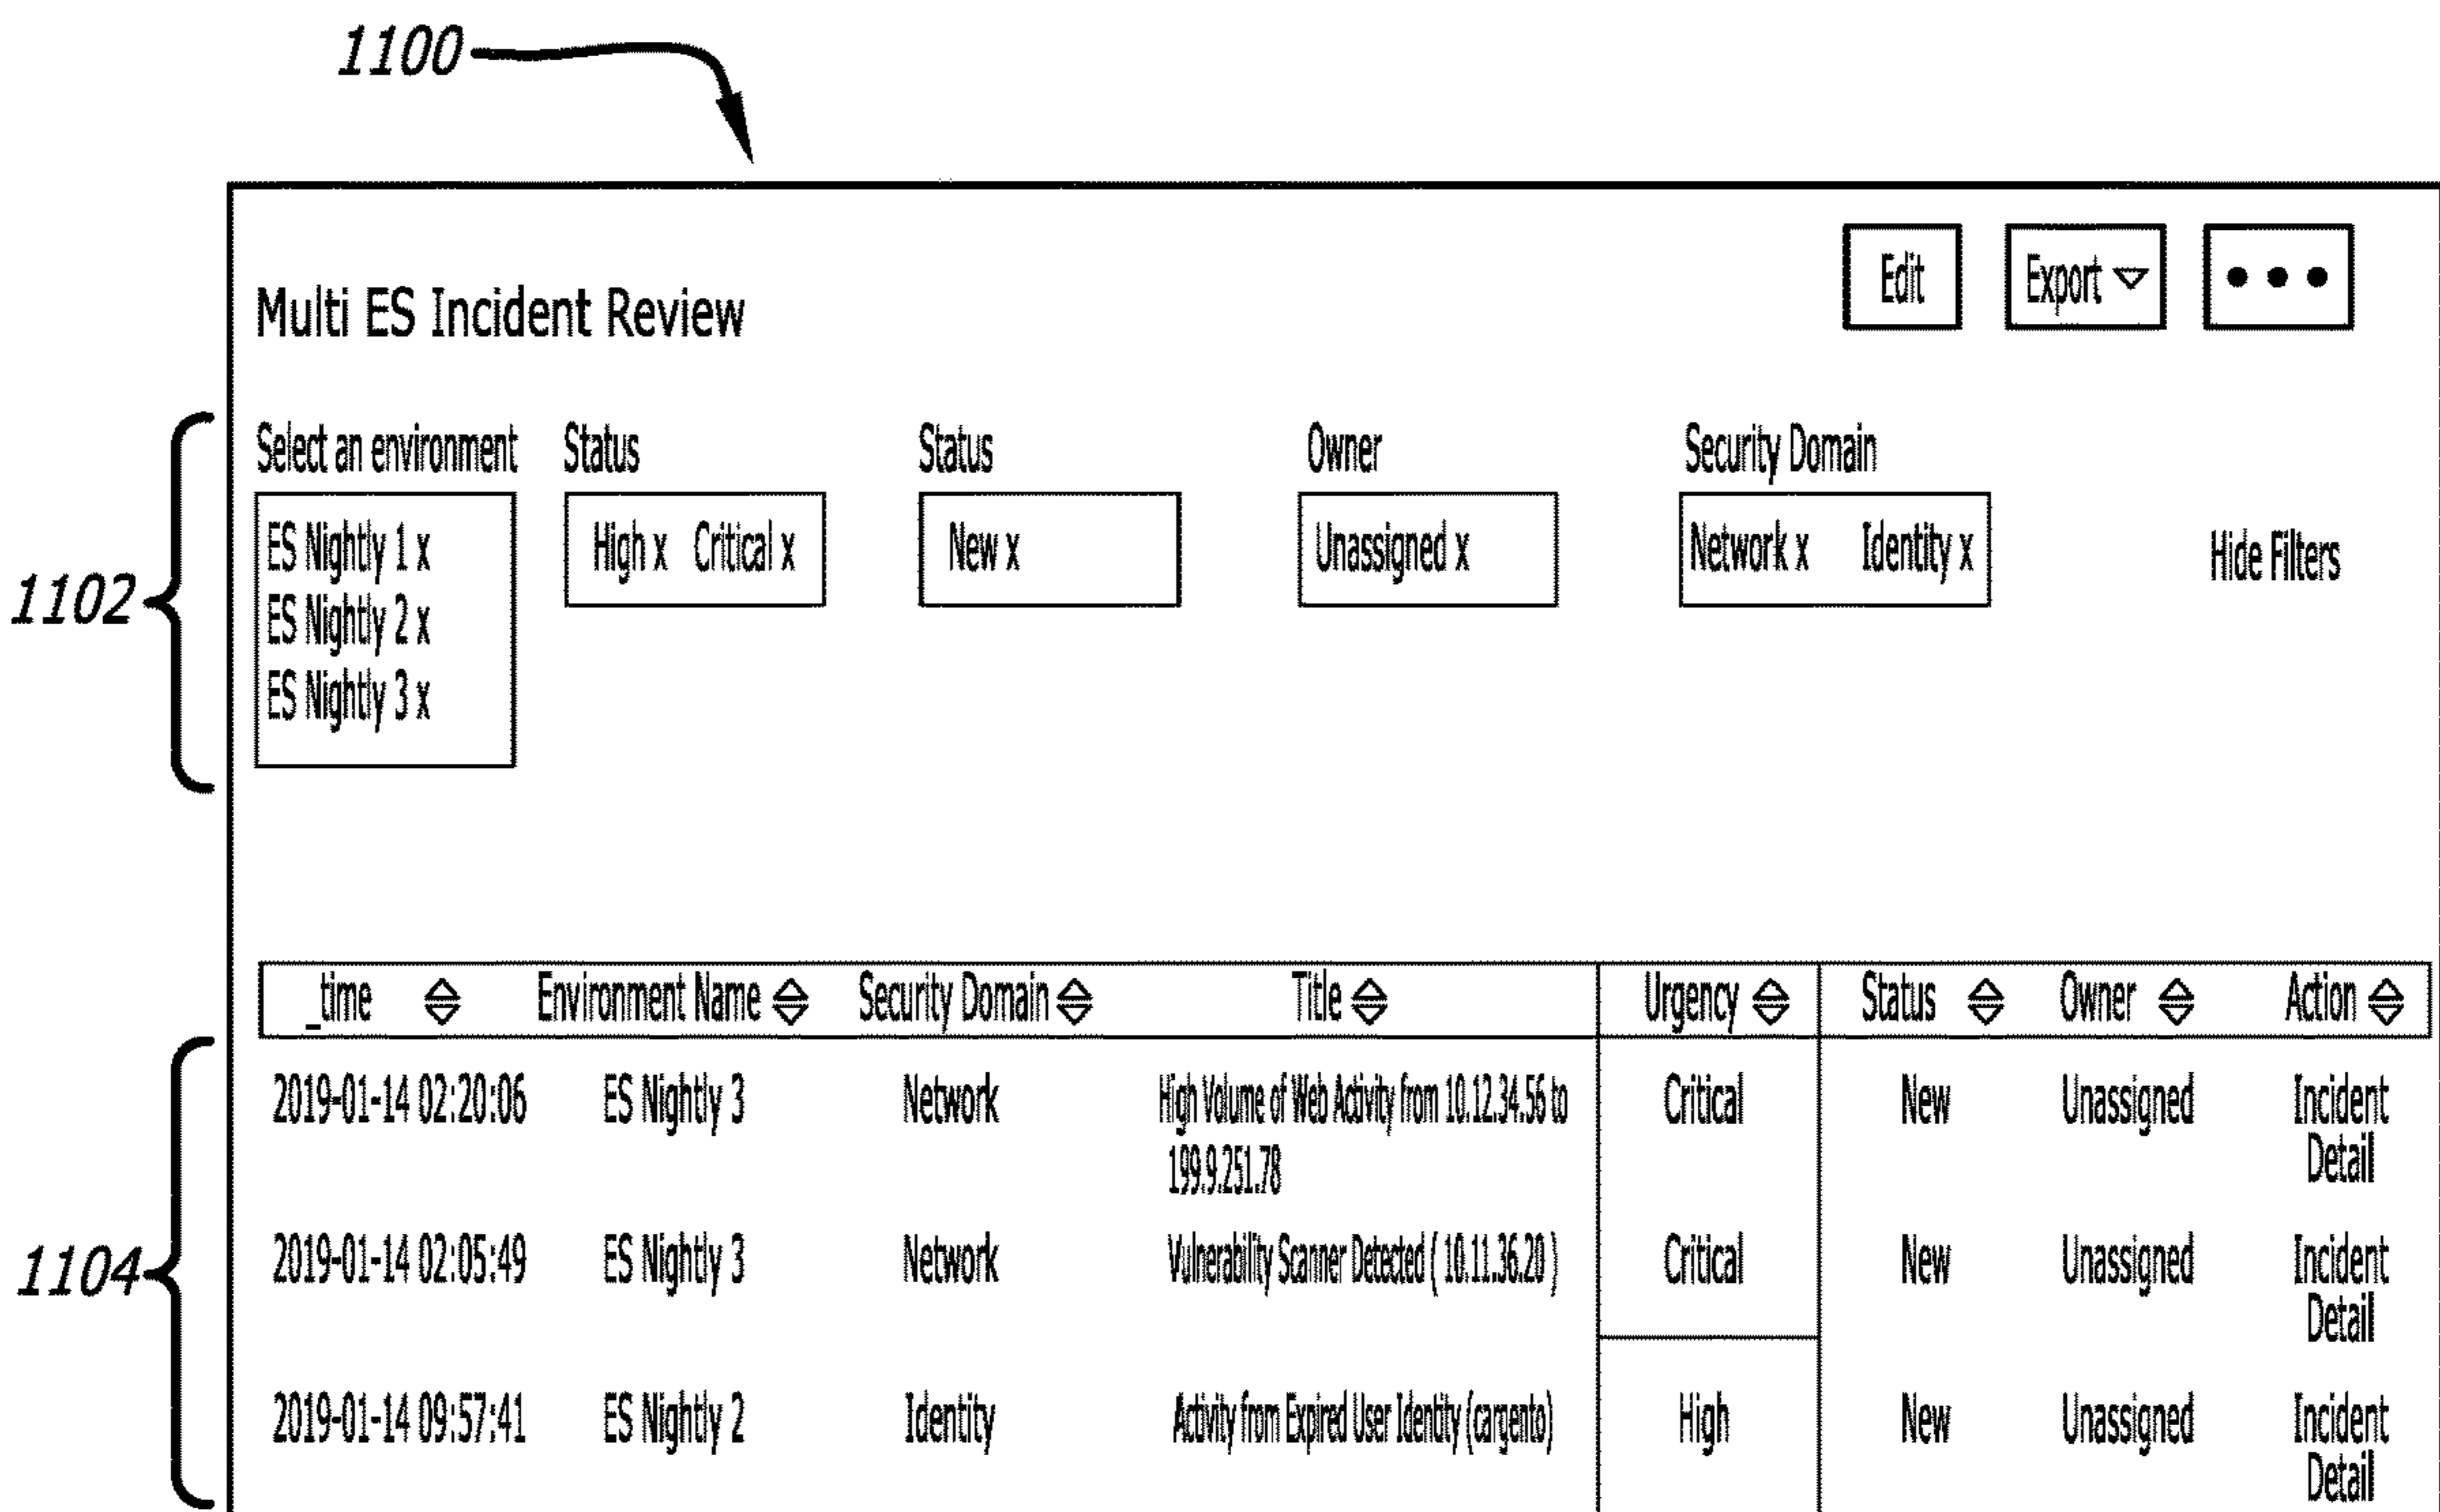 1100
Edit Export
Multi ES Incident Review
1102
Select an environment Status Status Owner Security Domain
ES Nightly 1 x High x Critical x New x Unassigned x Network x Identity x Hide Filters
ES Nightly 2 x
ES Nightly 3 x
_time Environment Name Security Domain Title Urgency Status Owner Action
1104
2019-01-14 02:20:06 ES Nightly 3 Network High Volume of Web Activity from 10.12.34.56 to Critical New Unassigned Incident
199.9.251.78 Detail
2019-01-14 02:05:49 ES Nightly 3 Network Vulnerability Scanner Detected ( 10.11.36.20 ) Critical New Unassigned Incident
Detail
2019-01-14 09:57:41 ES Nightly 2 Identity Activity from Expired User Identity (cargento) High New Unassigned Incident
Detail